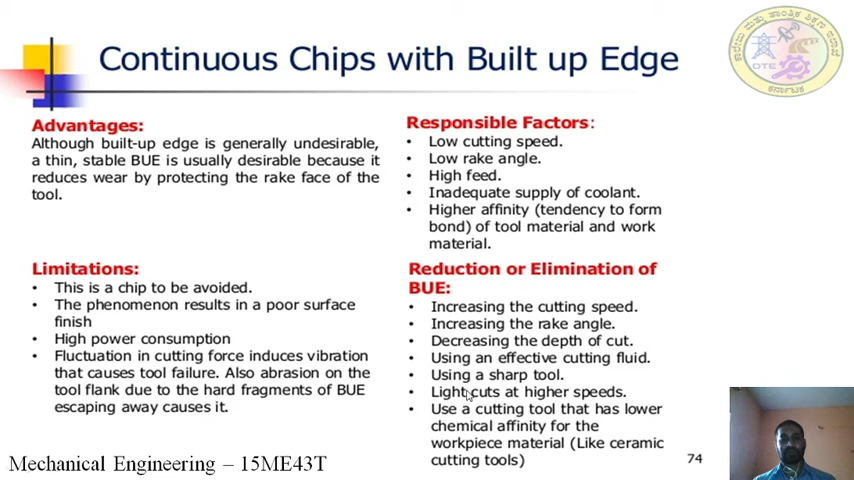 Continuous Chips with Built up Edge
Advantages:
Although built-up edge is generally undesirable,
a thin, stable BUE is usually desirable because it
reduces wear by protecting the rake face of the
tool.
Limitations:
• This is a chip to be avoided.
• The phenomenon results in a poor surface
finish
• High power consumption
• Fluctuation in cutting force induces vibration
that causes tool failure. Also abrasion on the
tool flank due to the hard fragments of BUE
escaping away causes it.
Responsible Factors:
• Low cutting speed.
• Low rake angle.
• High feed.
• Inadequate supply of coolant.
• Higher affinity (tendency to form
bond) of tool material and work
material.
Reduction or Elimination of
BUE:
• Increasing the cutting speed.
• Increasing the rake angle.
• Decreasing the depth of cut.
• Using an effective cutting fluid.
• Using a sharp tool.
• Light cuts at higher speeds.
• Use a cutting tool that has lower
chemical affinity for the
workpiece material (Like ceramic
cutting tools)
DTE
ಕರ್ನಾಟಕ
Mechanical Engineering – 15ME43T
74